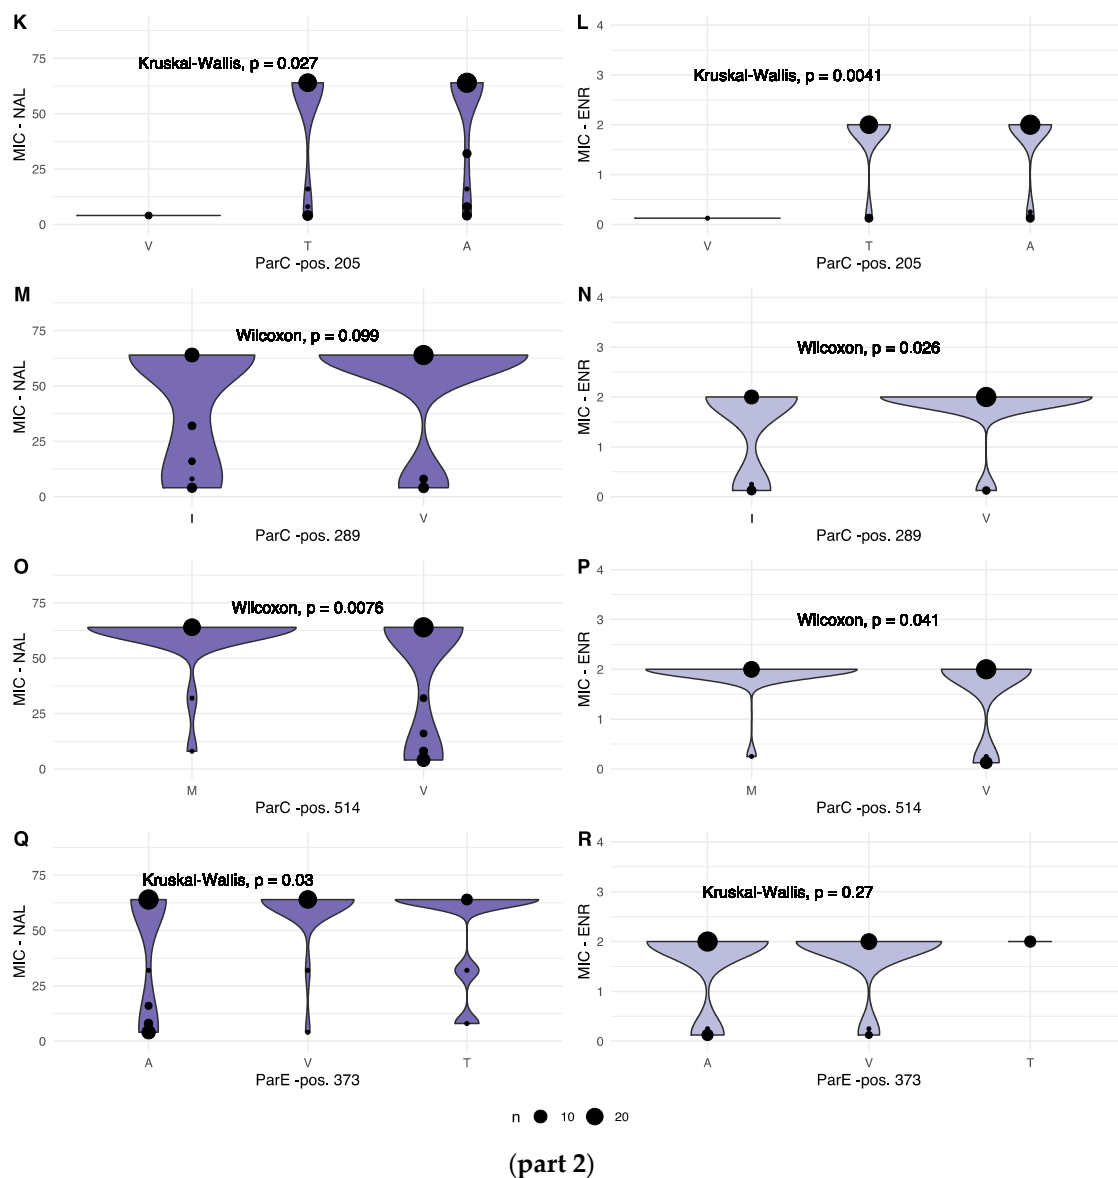 K
Kruskal-Wallis, p = 0.027
MIC - NAL
75
50
25
0
V T A
ParC -pos. 205
L
Kruskal-Wallis, p = 0.0041
MIC - ENR
4
3
2
1
0
V T A
ParC -pos. 205
M
Wilcoxon, p = 0.099
MIC - NAL
75
50
25
0
I V
ParC -pos. 289
N
Wilcoxon, p = 0.026
MIC - ENR
4
3
2
1
0
I V
ParC -pos. 289
O
Wilcoxon, p = 0.0076
MIC - NAL
75
50
25
0
M V
ParC -pos. 514
P
Wilcoxon, p = 0.041
MIC - ENR
4
3
2
1
0
M V
ParC -pos. 514
Q
Kruskal-Wallis, p = 0.03
MIC - NAL
75
50
25
0
A V T
ParE -pos. 373
R
Kruskal-Wallis, p = 0.27
MIC - ENR
4
3
2
1
0
A V T
ParE -pos. 373
n 10 20
(part 2)